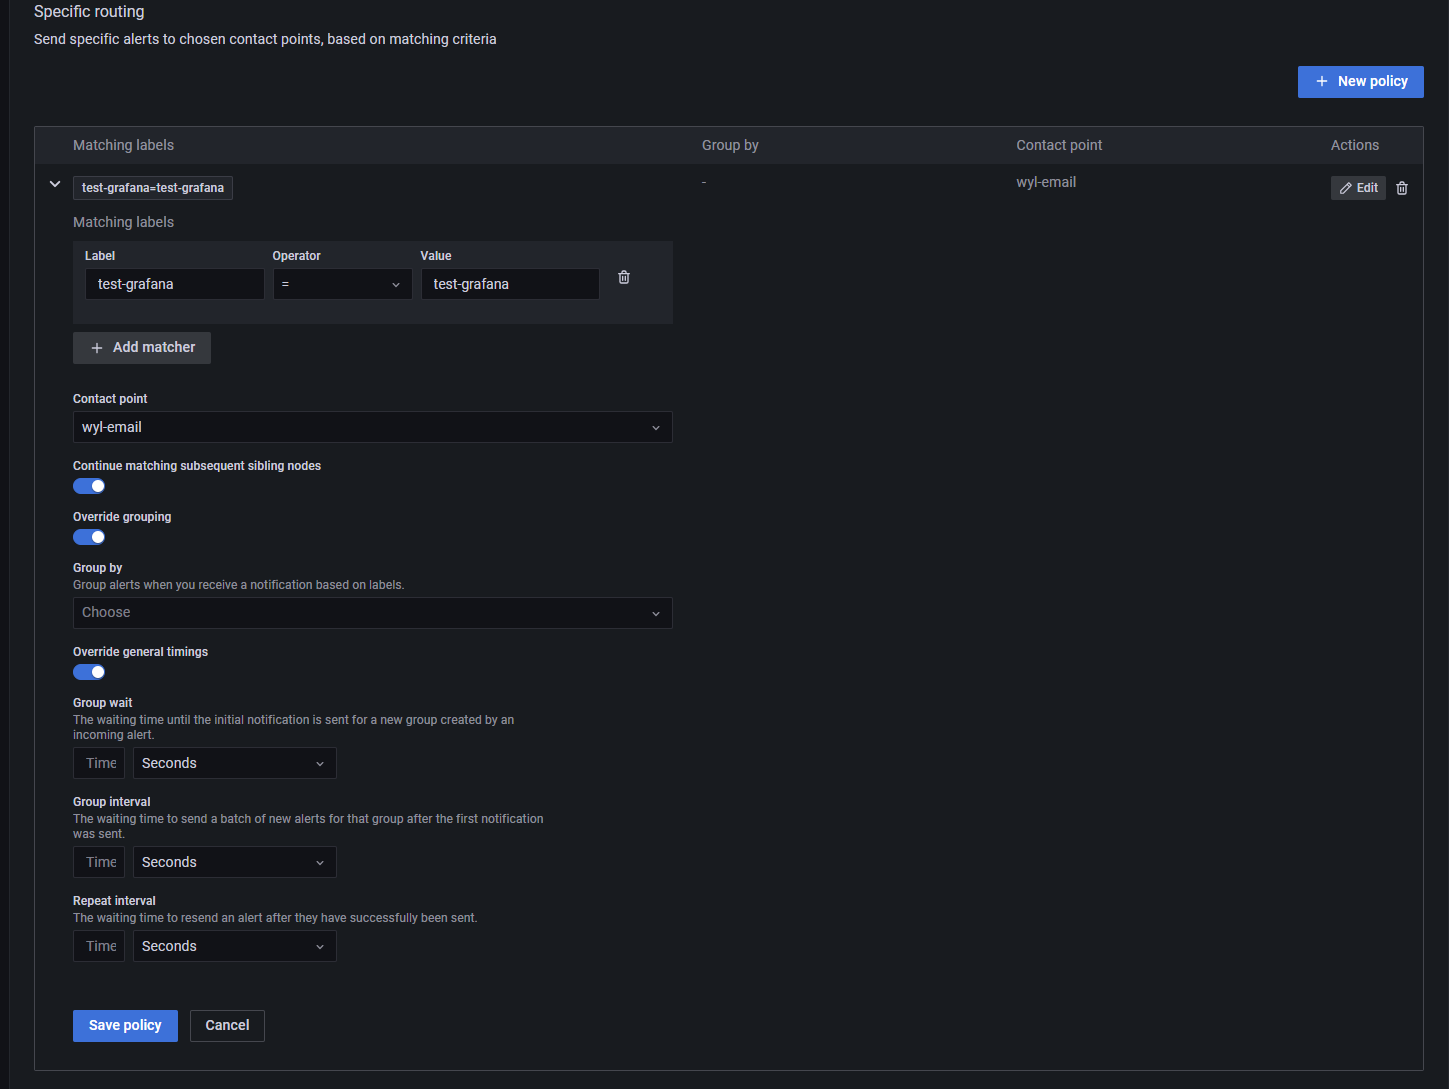 Specific routing
Send specific alerts to chosen contact points, based on matching criteria
+ New policy
Matching labels Group by Contact point Actions
test-grafana=test-grafana - wyl-email Edit
Matching labels
Label Operator Value
test-grafana = test-grafana
+ Add matcher
Contact point
wyl-email
Continue matching subsequent sibling nodes
Override grouping
Group by
Group alerts when you receive a notification based on labels.
Choose
Override general timings
Group wait
The waiting time until the initial notification is sent for a new group created by an
incoming alert.
Time Seconds
Group interval
The waiting time to send a batch of new alerts for that group after the first notification
was sent.
Time Seconds
Repeat interval
The waiting time to resend an alert after they have successfully been sent.
Time Seconds
Save policy Cancel